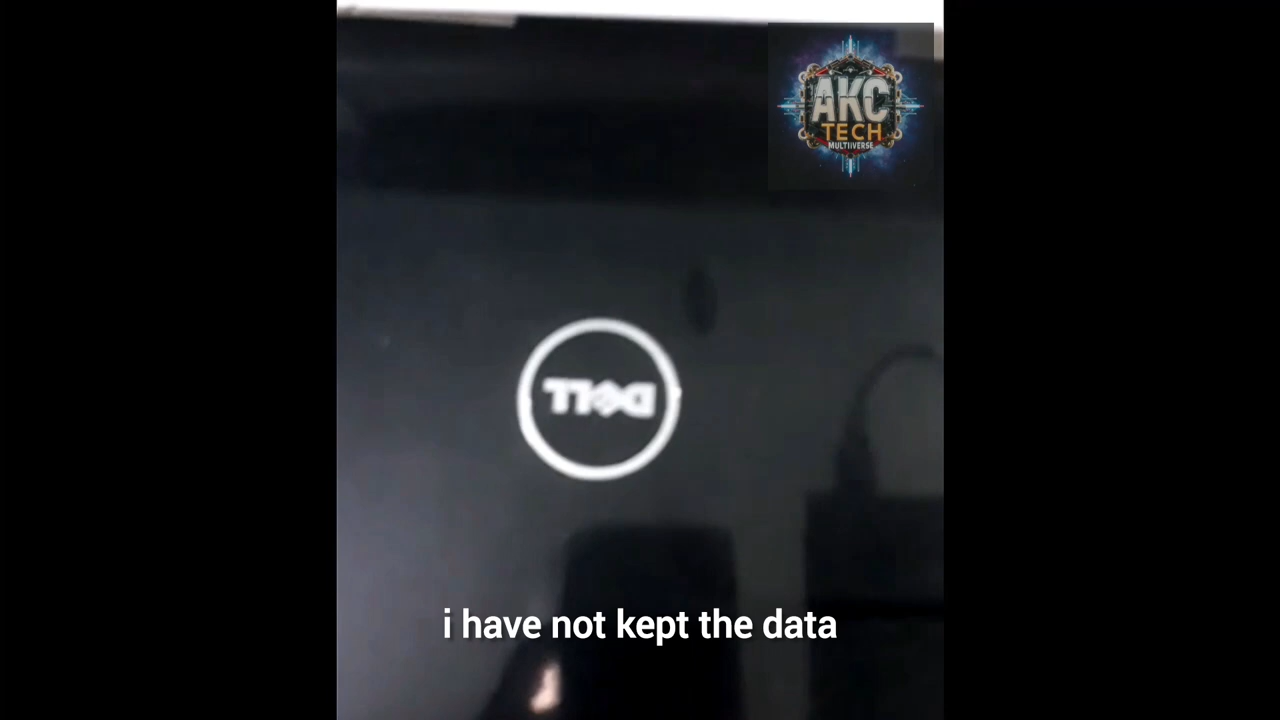 AKC
TECH
MULTIIVERSE
DELL
i have not kept the data